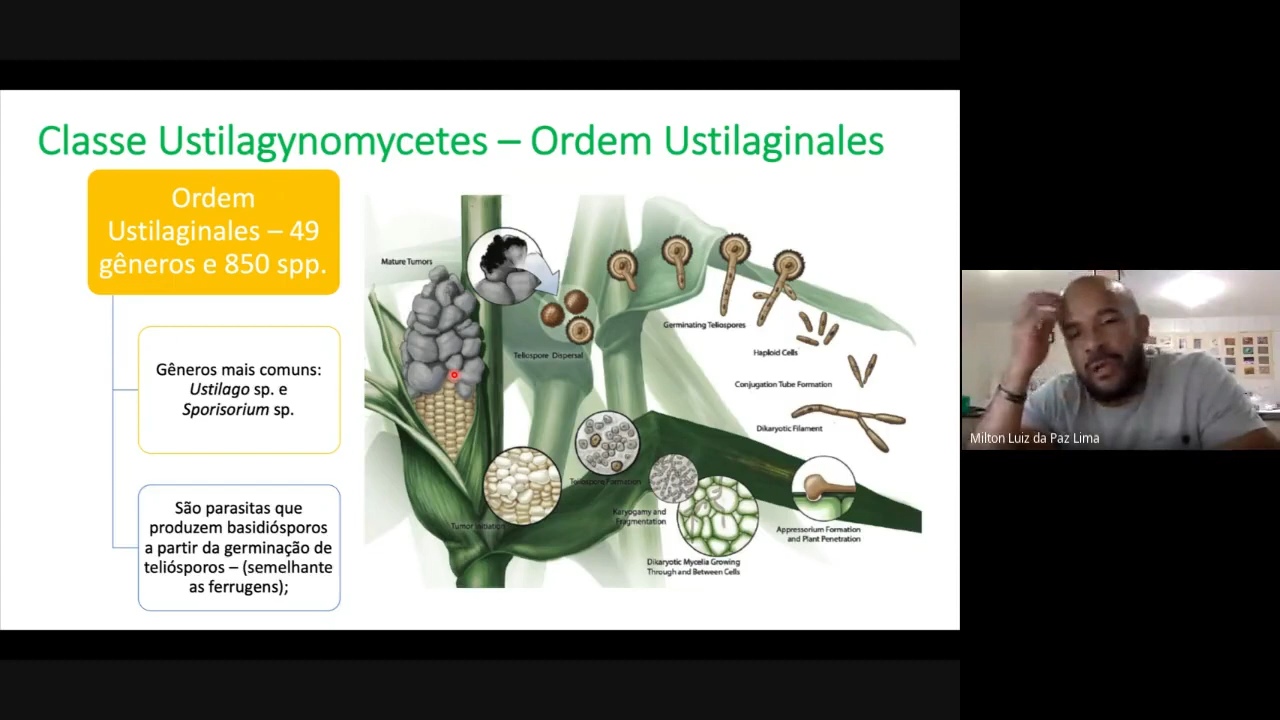 Classe Ustilagynomycetes – Ordem Ustilaginales
Ordem
Ustilaginales – 49
gêneros e 850 spp.
Gêneros mais comuns:
Ustilago sp. e
Sporisorium sp.
São parasitas que
produzem basidiósporos
a partir da germinação de
teliósporos – (semelhante
as ferrugens);
Mature Tumors
Teliospore Dispersal
Germinating Teliospores
Haploid Cells
Conjugation Tube Formation
Dikaryotic Filament
Appressorium Formation
and Plant Penetration
Dikaryotic Mycelia Growing
Through and Between Cells
Karyogamy and
Fragmentation
Teliospore Formation
Tumor Initiation
Milton Luiz da Paz Lima